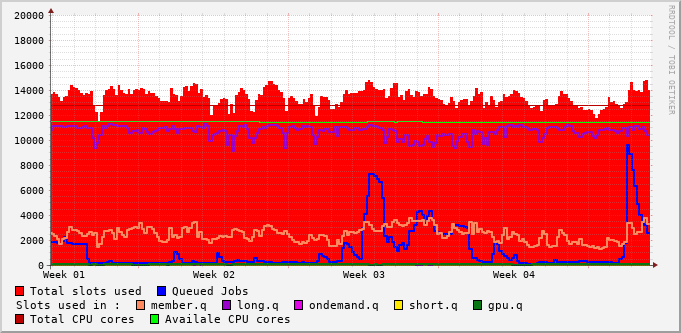 RRDTOOL / TOBI OETIKER
20000
18000
16000
14000
12000
10000
8000
6000
4000
2000
0
Week 01 Week 02 Week 03 Week 04
Total slots used Queued Jobs
Slots used in : member.q long.q ondemand.q short.q gpu.q
Total CPU cores Availale CPU cores